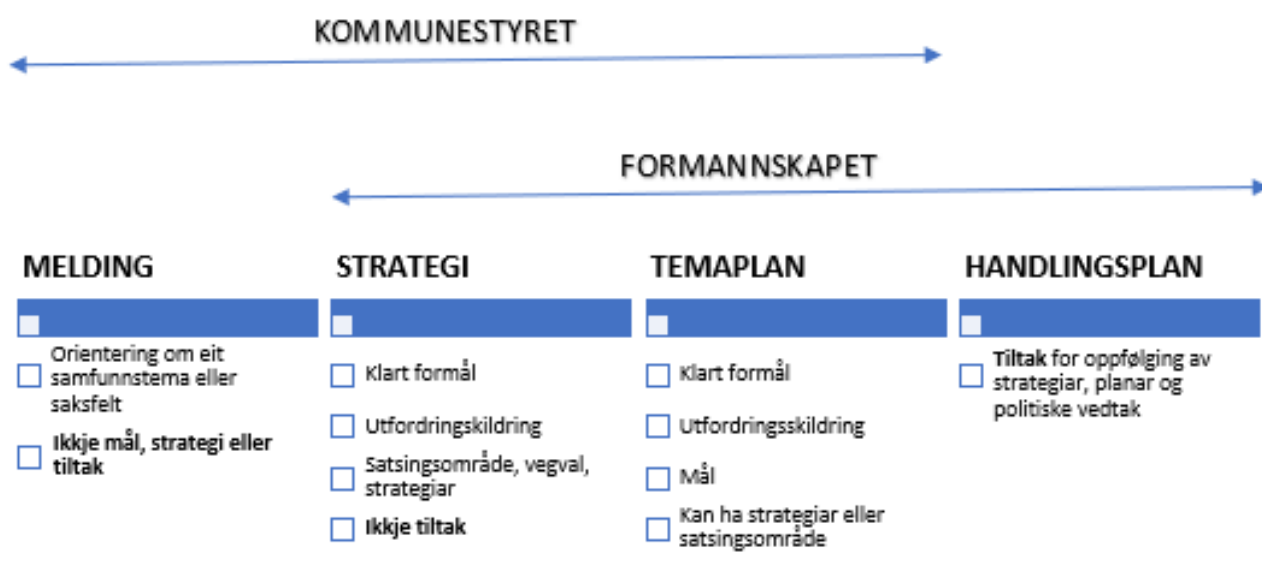 KOMMUNESTYRET
FORMANNSKAPET
MELDING
Orientering om eit
samfunnstema eller
saksfelt
Ikkje mål, strategi eller
tiltak
STRATEGI
Klart formål
Utfordringskildring
Satsingsområde, vegval,
strategiar
Ikkje tiltak
TEMAPLAN
Klart formål
Utfordringsskildring
Mål
Kan ha strategiar eller
satsingsområde
HANDLINGSPLAN
Tiltak for oppfølging av
strategiar, planar og
politiske vedtak